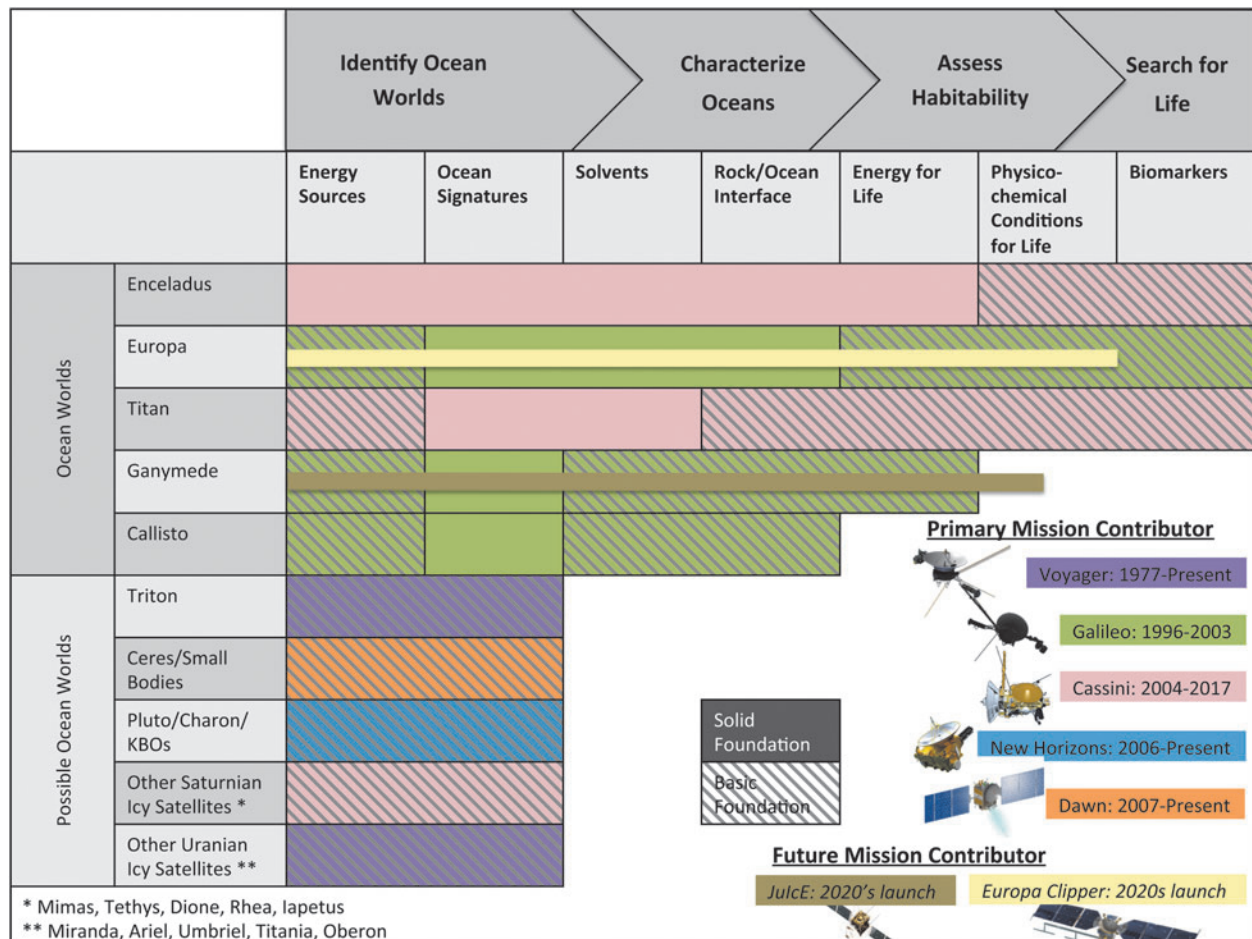 Identify Ocean
Worlds
Characterize
Oceans
Assess
Habitability
Search for
Life
Energy
Sources
Ocean
Signatures
Solvents
Rock/Ocean
Interface
Energy for
Life
Physico-
chemical
Conditions
for Life
Biomarkers
Ocean Worlds
Enceladus
Europa
Titan
Ganymede
Callisto
Possible Ocean Worlds
Triton
Ceres/Small
Bodies
Pluto/Charon/
KBOs
Other Saturnian
Icy Satellites *
Other Uranian
Icy Satellites **
Solid
Foundation
Basic
Foundation
Primary Mission Contributor
Voyager: 1977-Present
Galileo: 1996-2003
Cassini: 2004-2017
New Horizons: 2006-Present
Dawn: 2007-Present
Future Mission Contributor
JuIcE: 2020's launch
Europa Clipper: 2020s launch
* Mimas, Tethys, Dione, Rhea, Iapetus
** Miranda, Ariel, Umbriel, Titania, Oberon